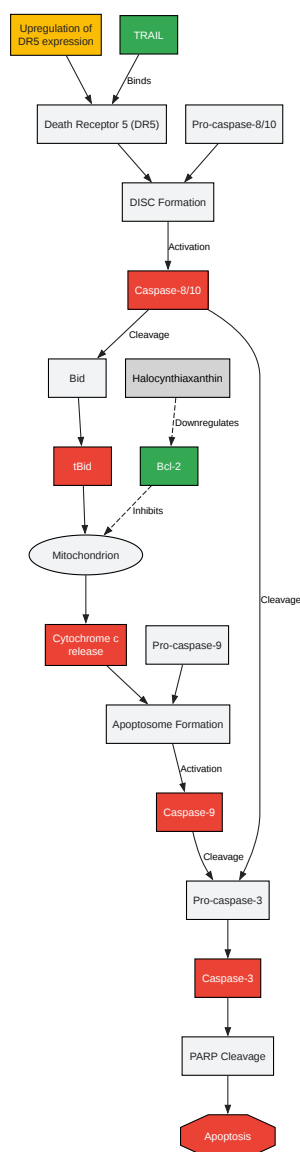 Upregulation of
DR5 expression
TRAIL
Binds
Death Receptor 5 (DR5)
Pro-caspase-8/10
DISC Formation
Activation
Caspase-8/10
Cleavage
Bid
Halocynthiaxanthin
Downregulates
tBid
Bcl-2
Inhibits
Mitochondrion
Cleavage
Cytochrome c
release
Pro-caspase-9
Apoptosome Formation
Activation
Caspase-9
Cleavage
Pro-caspase-3
Caspase-3
PARP Cleavage
Apoptosis